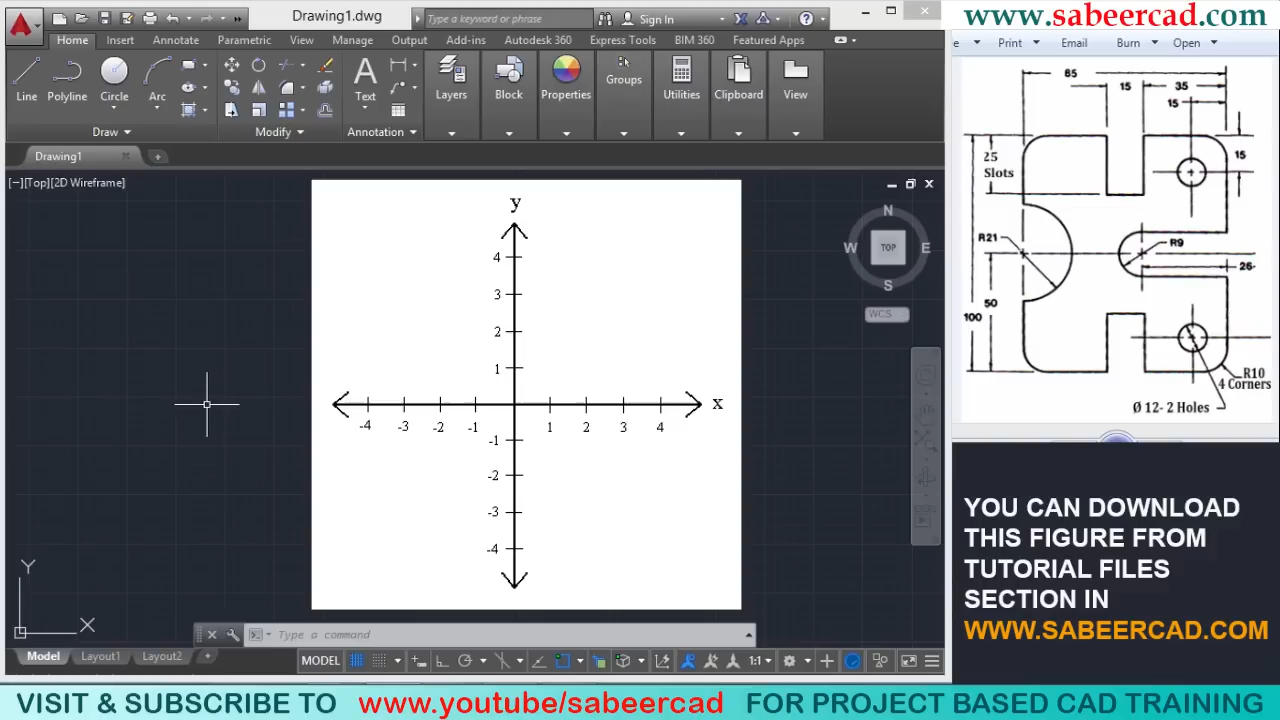 Drawing1.dwg
Type a keyword or phrase
Sign In
www.sabeercad.com
Home
Insert
Annotate
Parametric
View
Manage
Output
Add-ins
Autodesk 360
Express Tools
BIM 360
Featured Apps
e
Print
Email
Burn
Open
Line
Polyline
Circle
Arc
Text
Layers
Block
Properties
Groups
Utilities
Clipboard
View
Draw
Modify
Annotation
Drawing1
[−][Top][2D Wireframe]
y
4
3
2
1
-4
-3
-2
-1
1
2
3
4
x
-1
-2
-3
-4
N
W
TOP
E
S
WCS
Y
X
85
15
35
15
25
Slots
15
R21
R9
26
50
100
R10
4 Corners
Ø 12- 2 Holes
YOU CAN DOWNLOAD
THIS FIGURE FROM
TUTORIAL FILES
SECTION IN
WWW.SABEERCAD.COM
Type a command
Model
Layout1
Layout2
MODEL
1:1
VISIT & SUBSCRIBE TO www.youtube/sabeercad FOR PROJECT BASED CAD TRAINING